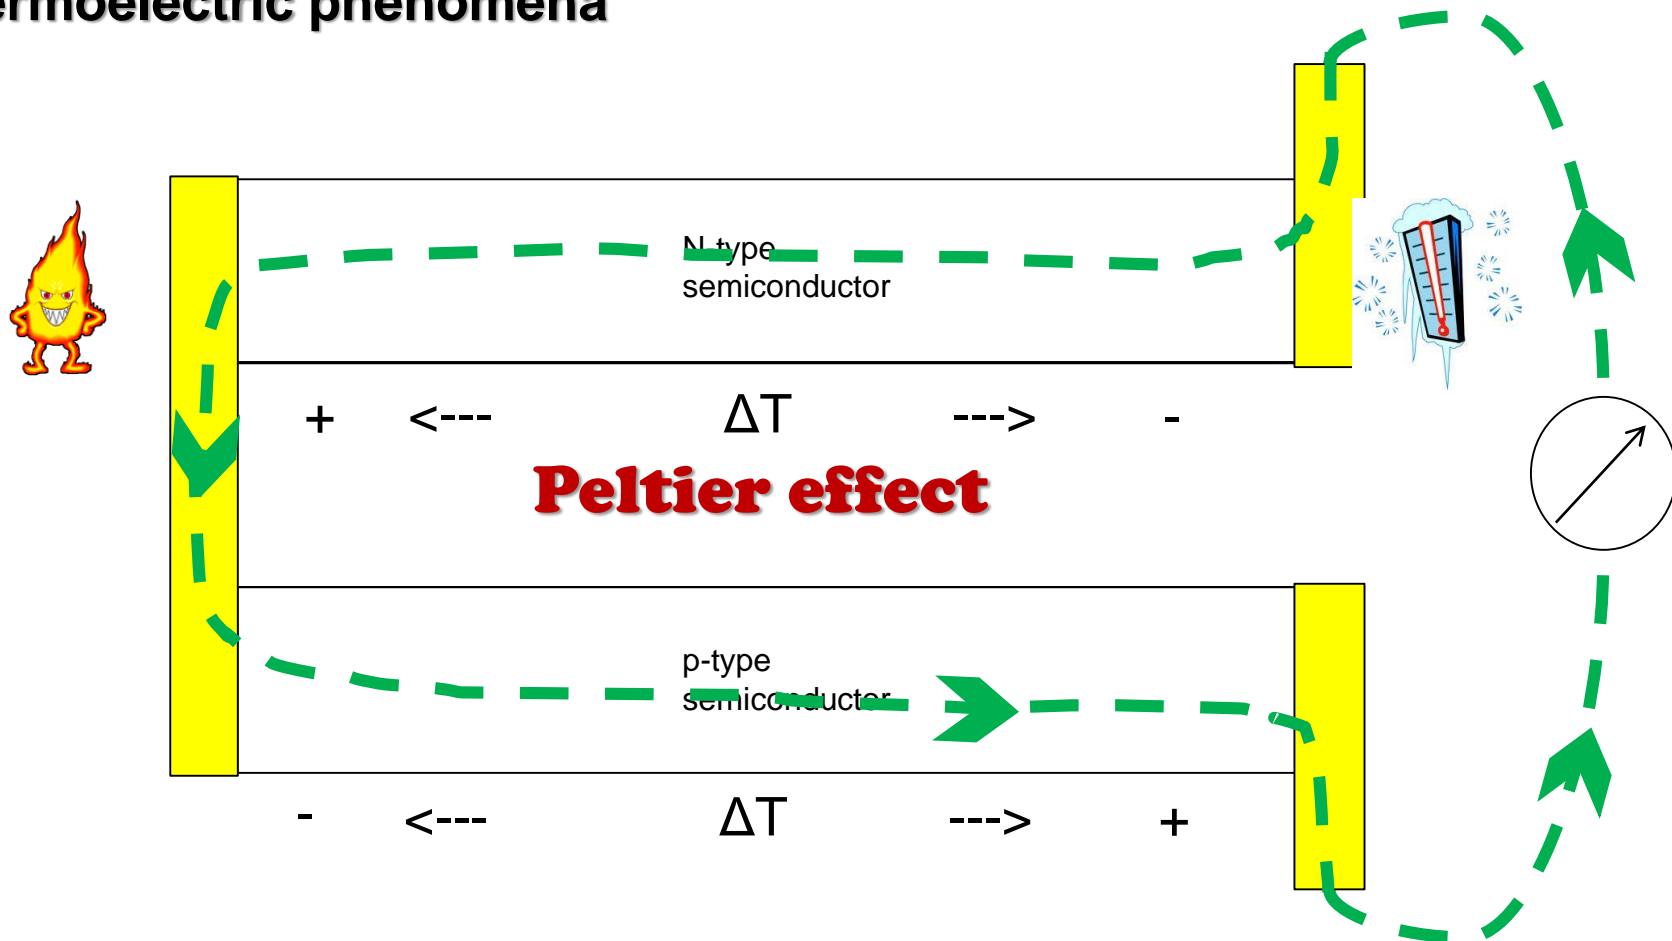 ermoelectric phenomena
N-type
semiconductor
+ <--- ΔT ---> -
Peltier effect
p-type
semiconductor
- <--- ΔT ---> +